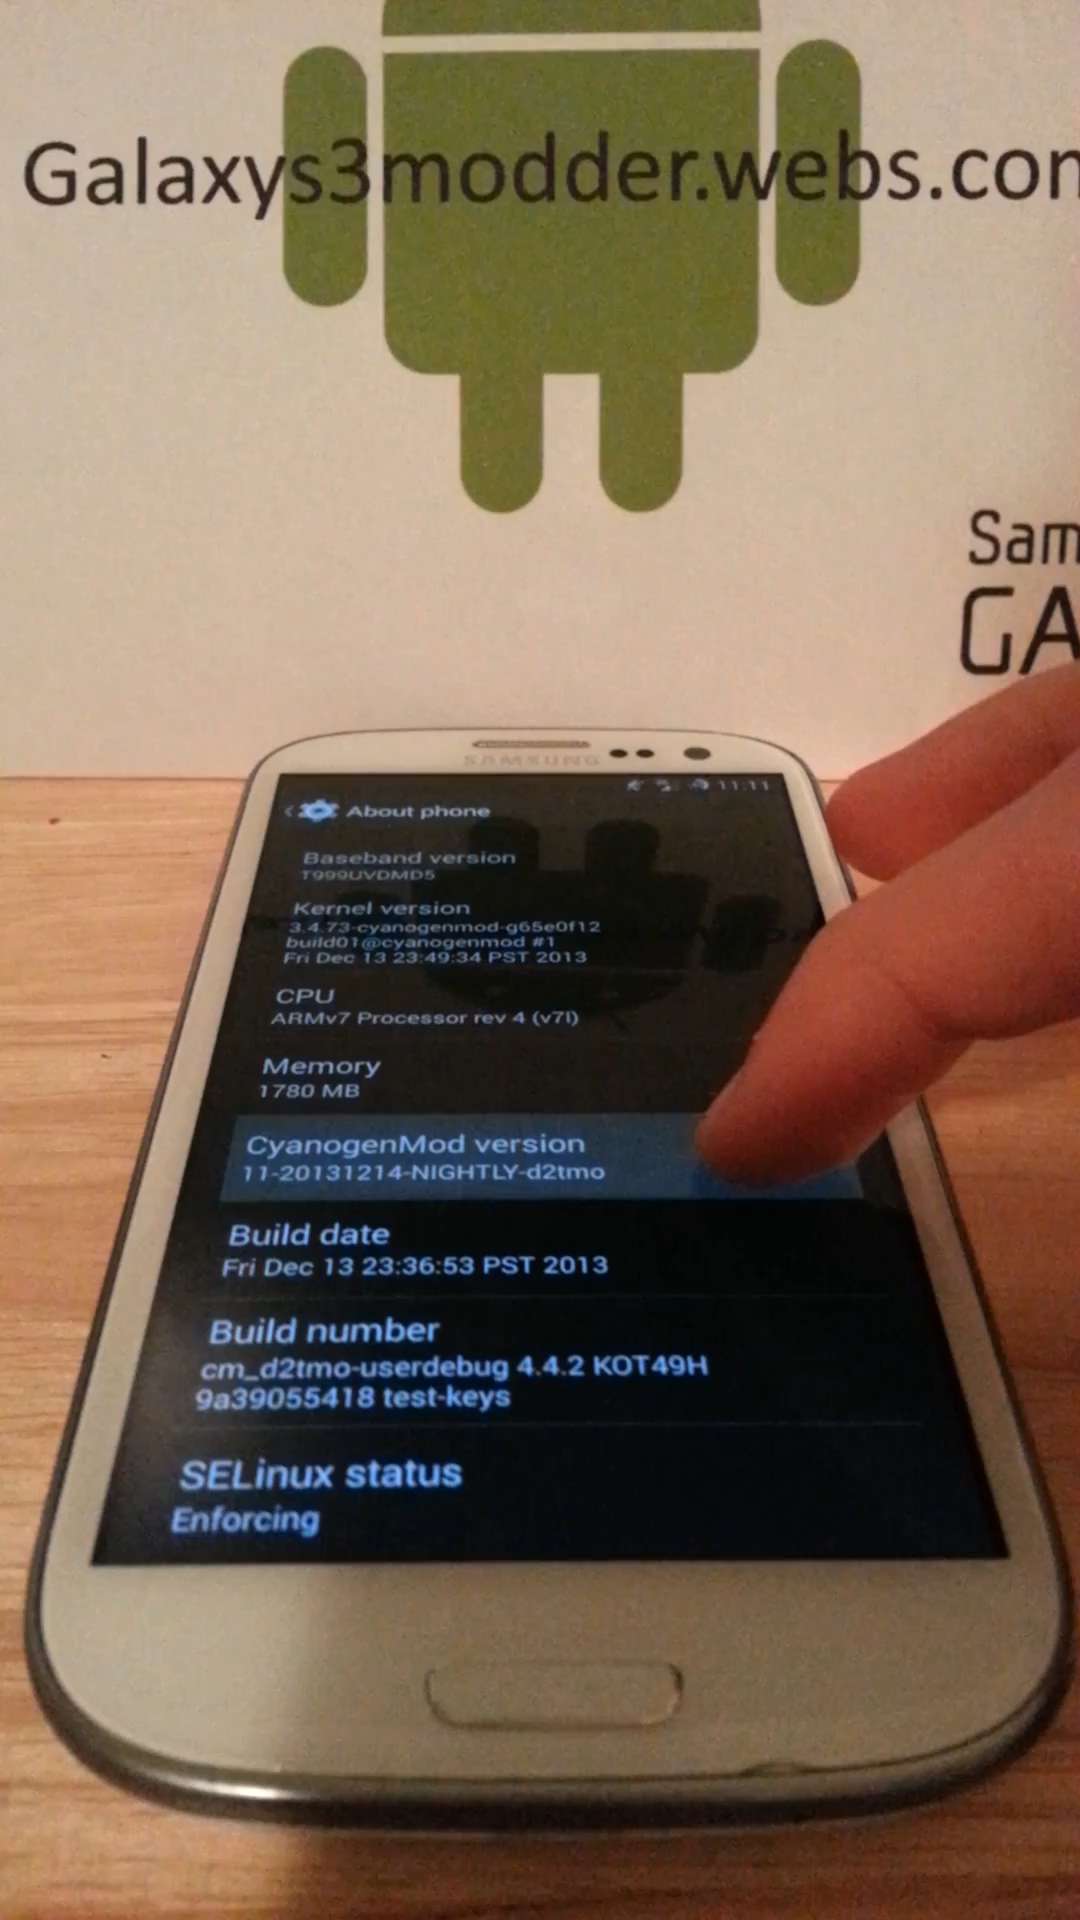 Galaxys3modder.webs.com
Sam
GA
SAMSUNG
11:11
About phone
Baseband version
T999UVDMD5
Kernel version
3.4.73-cyanogenmod-g65e0f12
build01@cyanogenmod #1
Fri Dec 13 23:49:34 PST 2013
CPU
ARMv7 Processor rev 4 (v7l)
Memory
1780 MB
CyanogenMod version
11-20131214-NIGHTLY-d2tmo
Build date
Fri Dec 13 23:36:53 PST 2013
Build number
cm_d2tmo-userdebug 4.4.2 KOT49H
9a39055418 test-keys
SELinux status
Enforcing